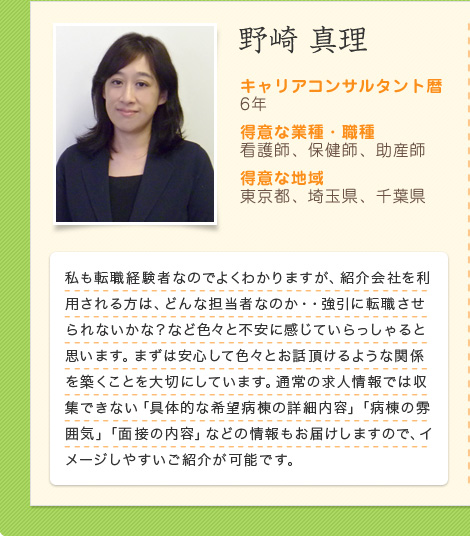 野崎 真理
キャリアコンサルタント暦
6年
得意な業種・職種
看護師、保健師、助産師
得意な地域
東京都、埼玉県、千葉県
私も転職経験者なのでよくわかりますが、紹介会社を利
用される方は、どんな担当者なのか・・強引に転職させ
られないかな？など色々と不安に感じていらっしゃると
思います。まずは安心して色々とお話頂けるような関係
を築くことを大切にしています。通常の求人情報では収
集できない「具体的な希望病棟の詳細内容」「病棟の雰
囲気」「面接の内容」などの情報もお届けしますので、イ
メージしやすいご紹介が可能です。